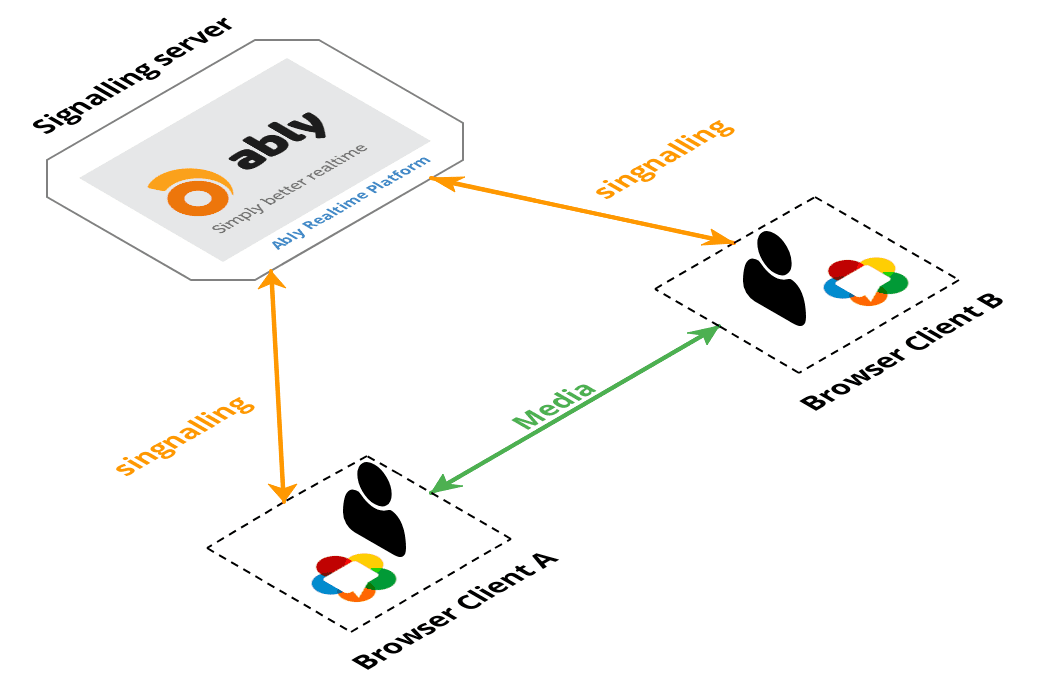 Signalling server
ably
Simply better realtime
Ably Realtime Platform
singnalling
Browser Client B
Media
singnalling
Browser Client A